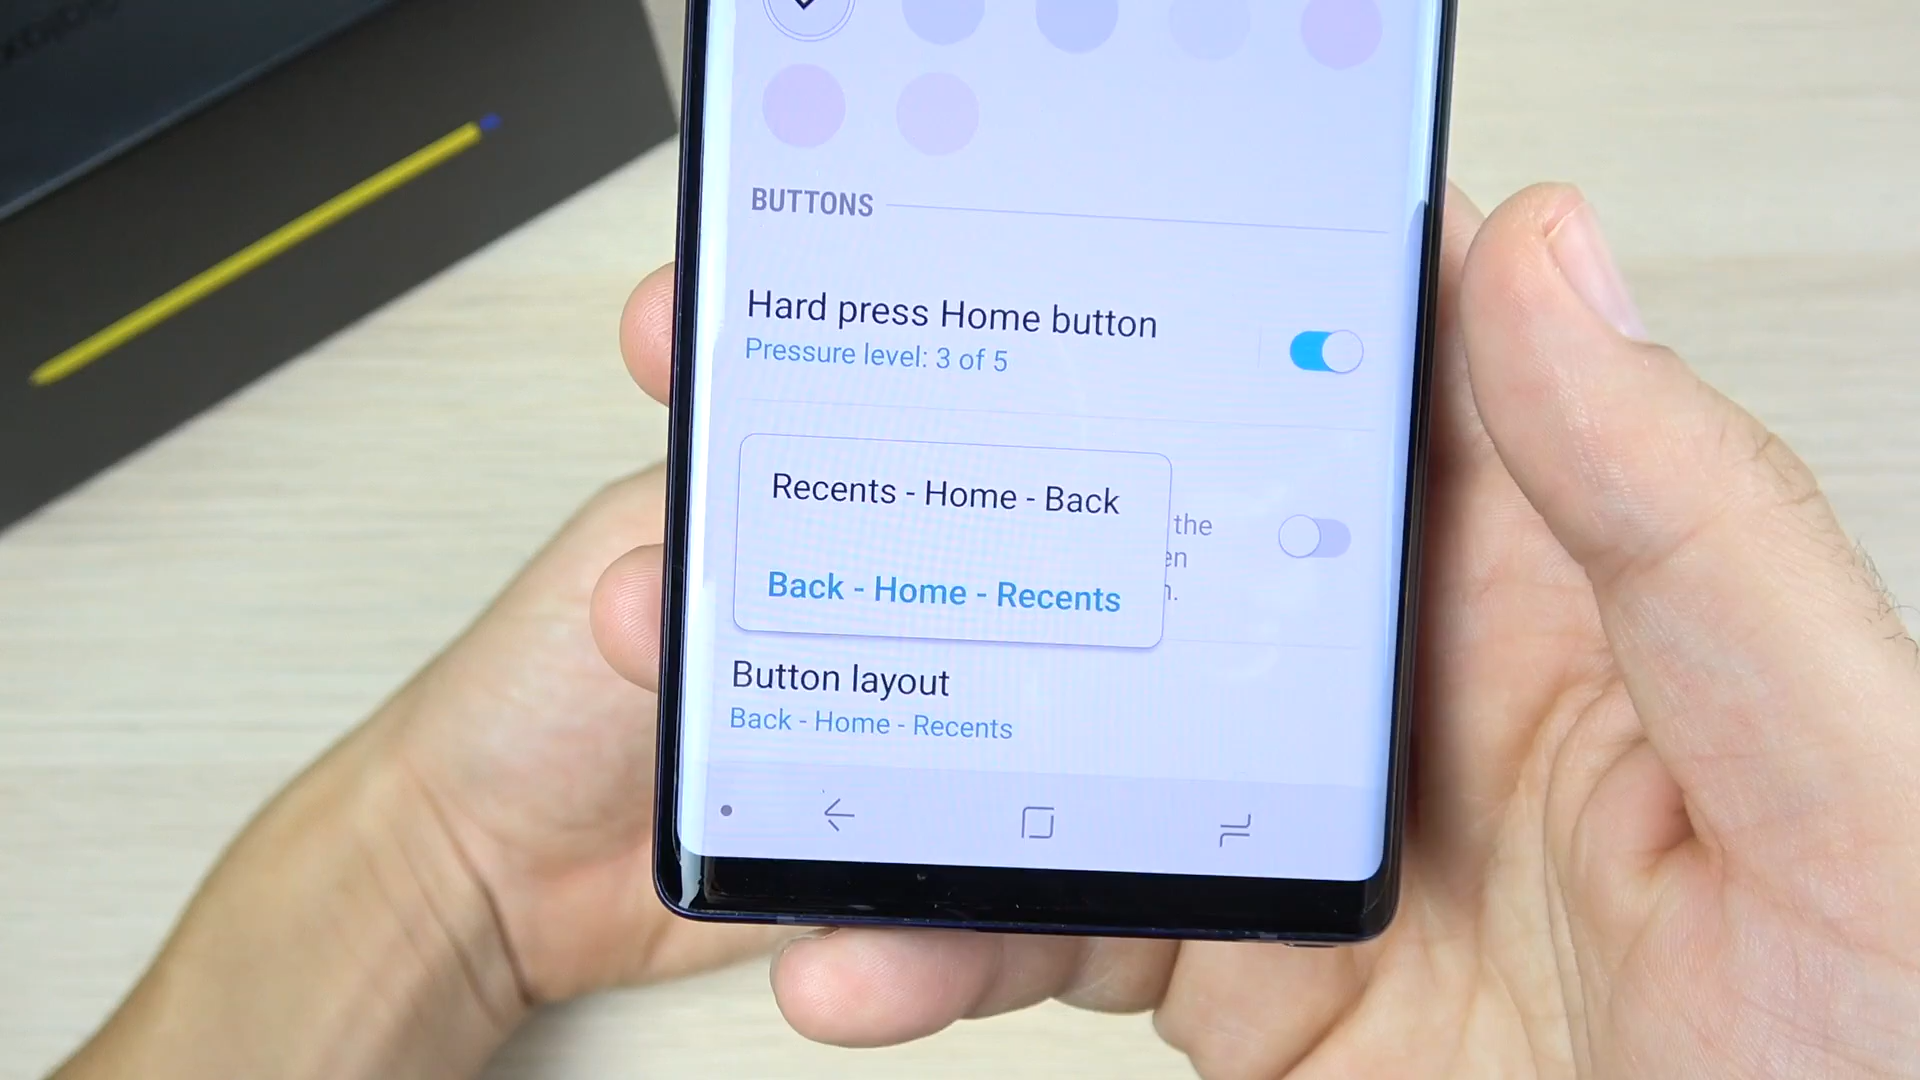 BUTTONS
Hard press Home button
Pressure level: 3 of 5
Recents - Home - Back
the
Back - Home - Recents
Button layout
Back - Home - Recents